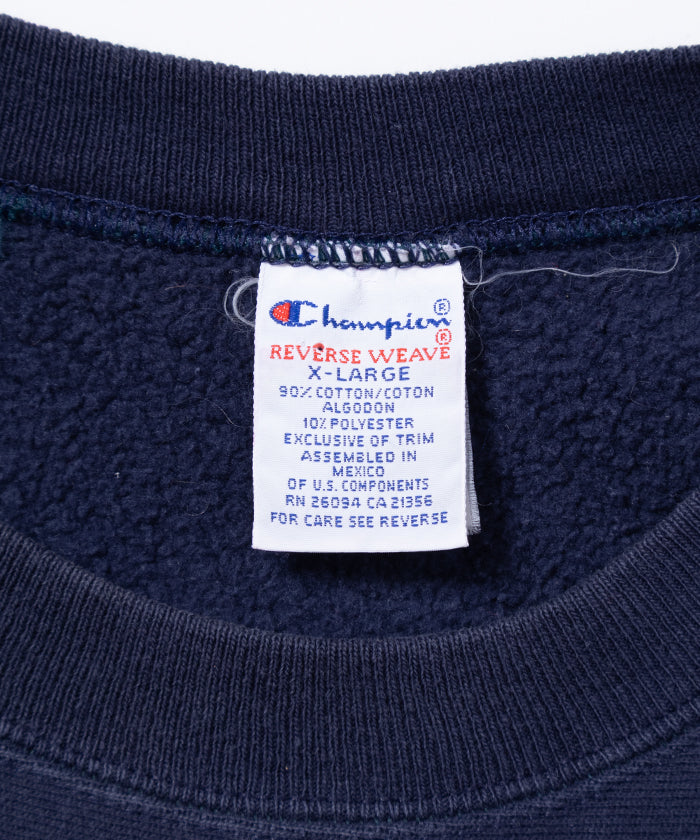 Champion®
REVERSE WEAVE®
X-LARGE
90% COTTON/COTON
ALGODON
10% POLYESTER
EXCLUSIVE OF TRIM
ASSEMBLED IN
MEXICO
OF U.S. COMPONENTS
RN 26094 CA 21356
FOR CARE SEE REVERSE